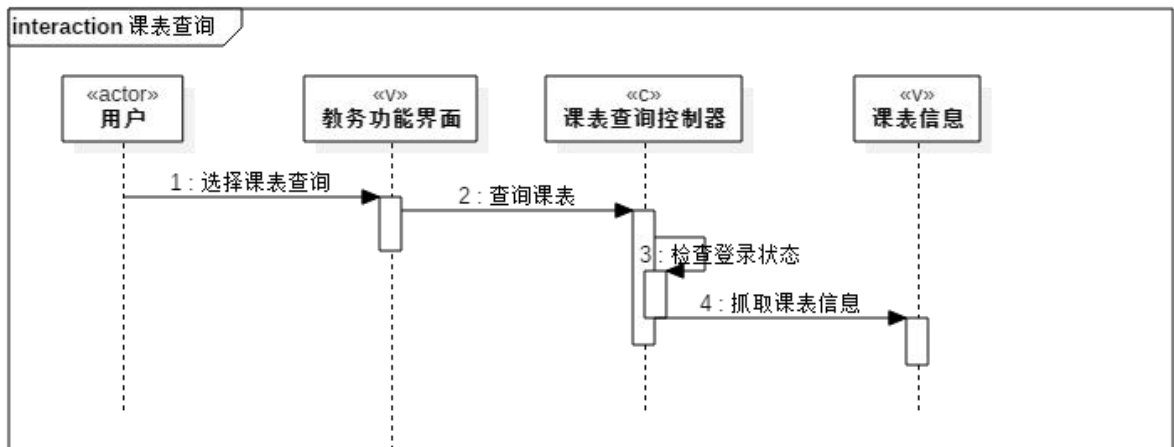 interaction 课表查询
«actor»
用户
«v»
教务功能界面
«c»
课表查询控制器
«v»
课表信息
1 : 选择课表查询
2 : 查询课表
3 : 检查登录状态
4 : 抓取课表信息